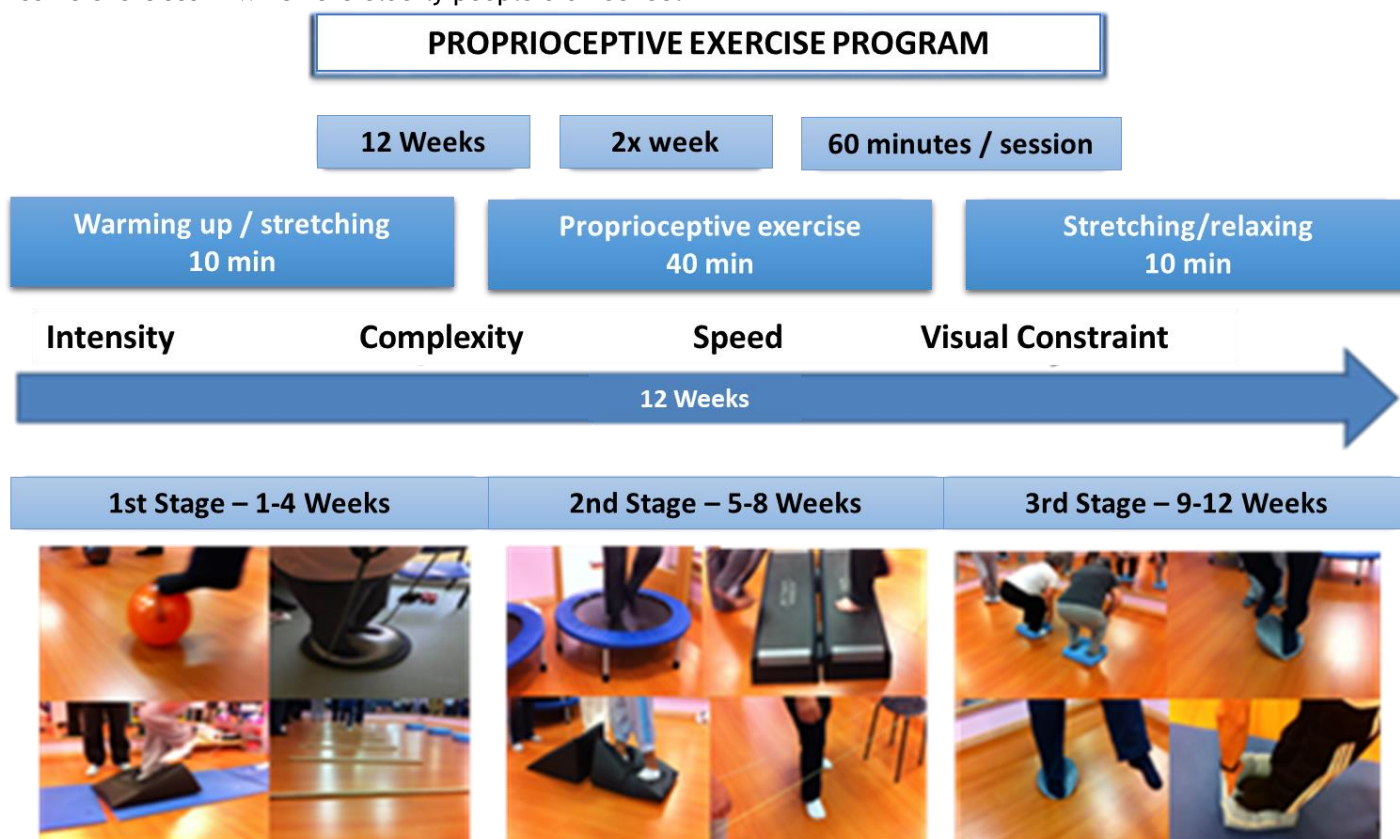 PROPRIOCEPTIVE EXERCISE PROGRAM
12 Weeks
2x week
60 minutes / session
Warming up / stretching
10 min
Proprioceptive exercise
40 min
Stretching/relaxing
10 min
Intensity Complexity Speed Visual Constraint
12 Weeks
1st Stage – 1-4 Weeks
2nd Stage – 5-8 Weeks
3rd Stage – 9-12 Weeks